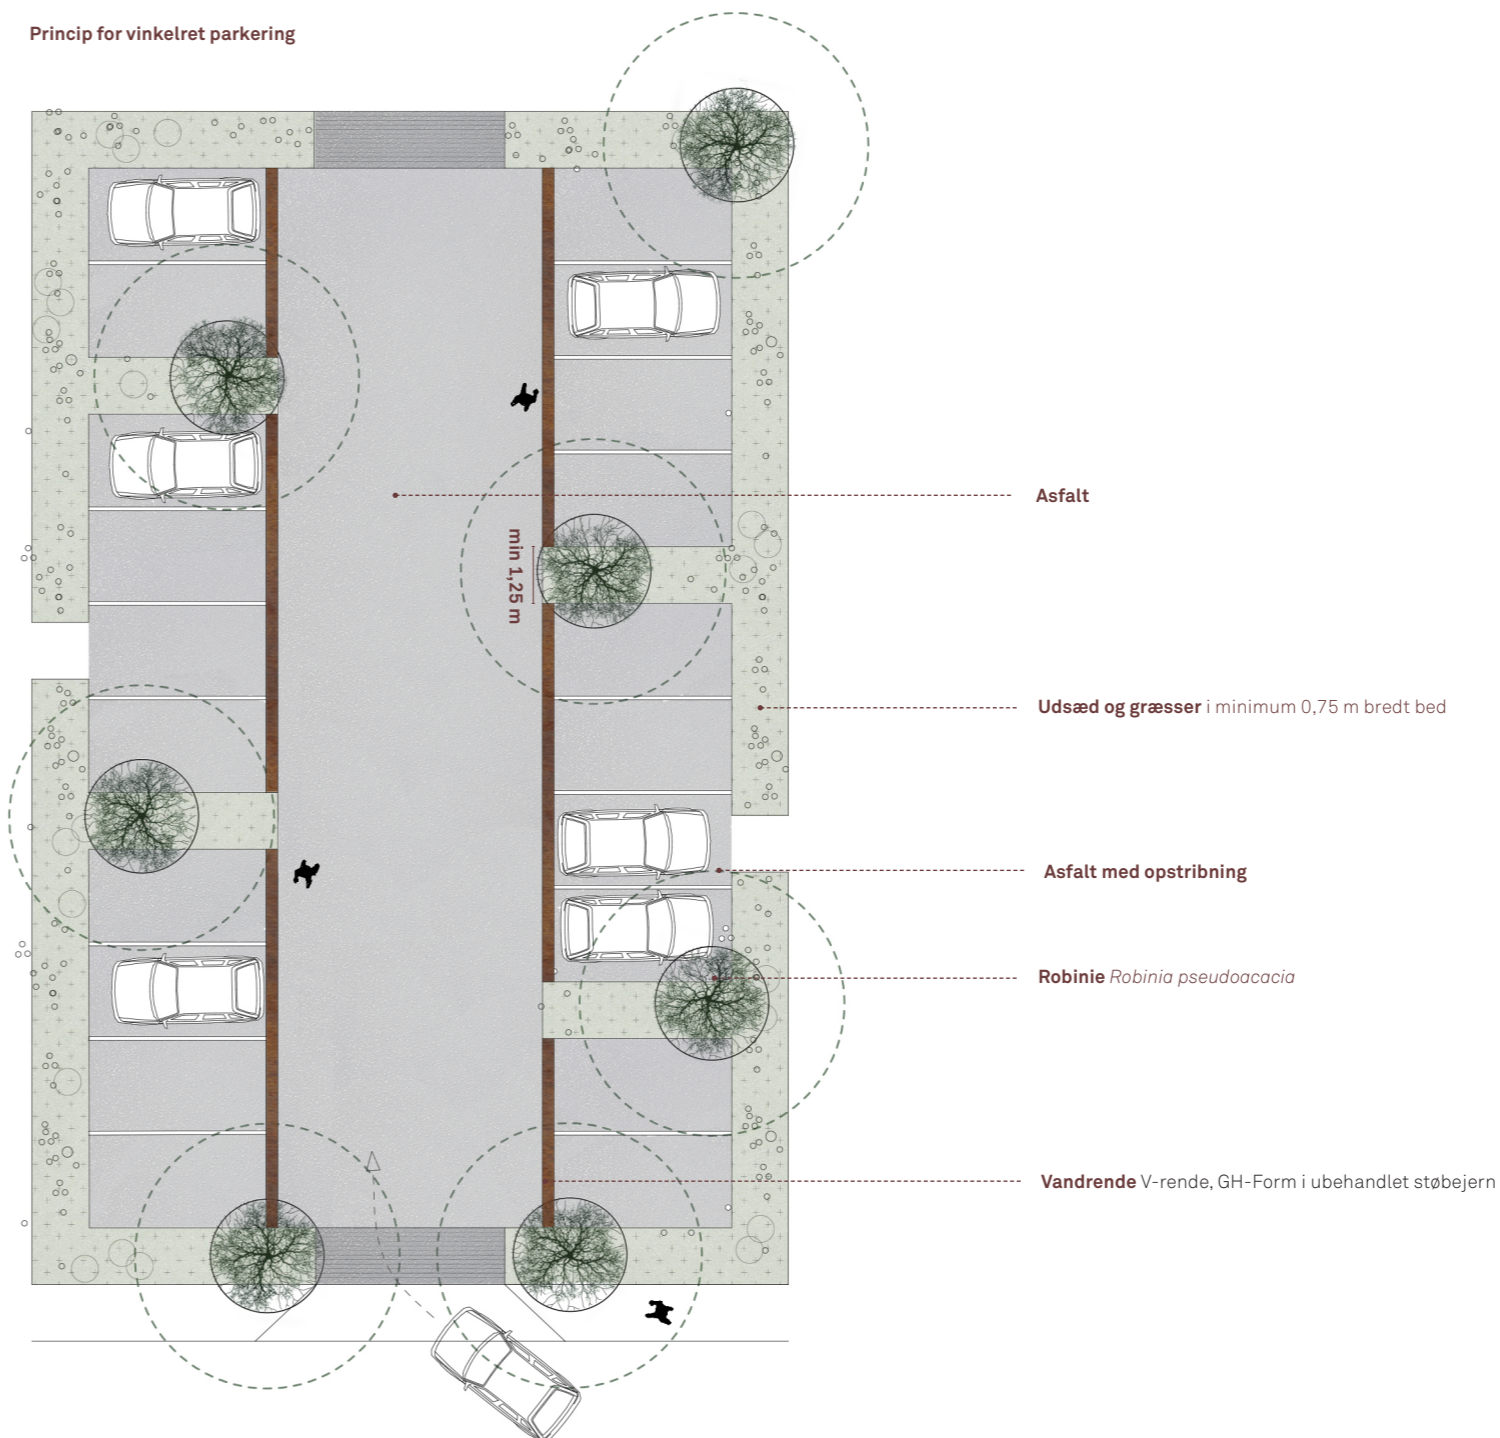 Princip for vinkelret parkering
Asfalt
min 1,25 m
Udsæd og græsser i minimum 0,75 m bredt bed
Asfalt med opstribning
Robinie Robinia pseudoacacia
Vandrende V-rende, GH-Form i ubehandlet støbejern